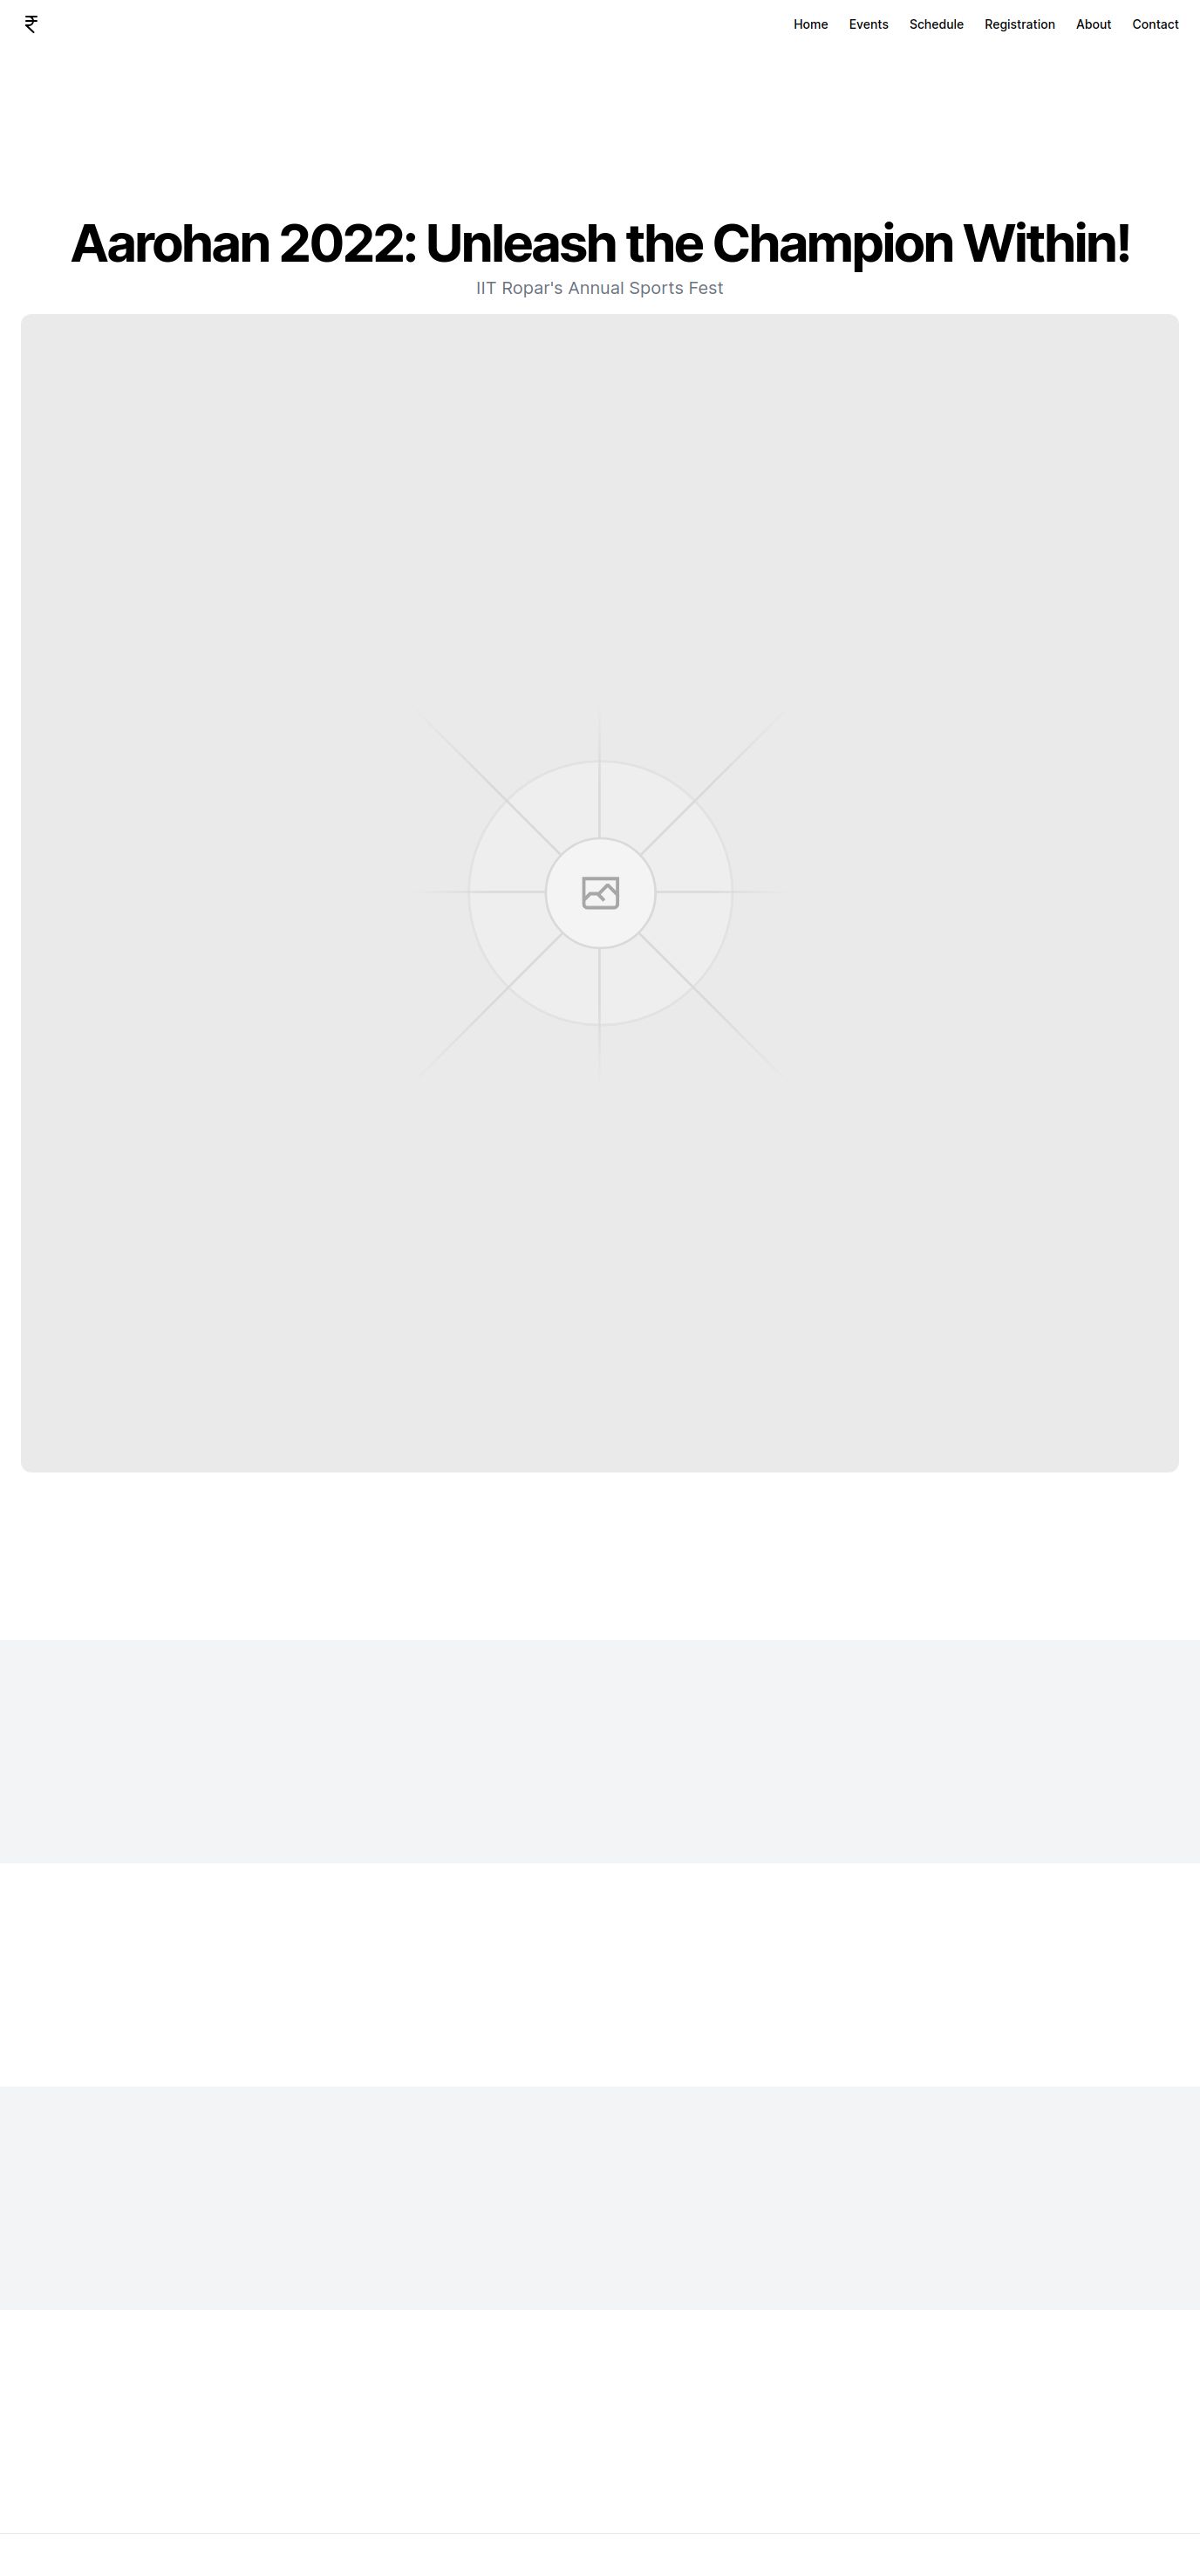 ₹
Home Events Schedule Registration About Contact
Aarohan 2022: Unleash the Champion Within!
IIT Ropar's Annual Sports Fest